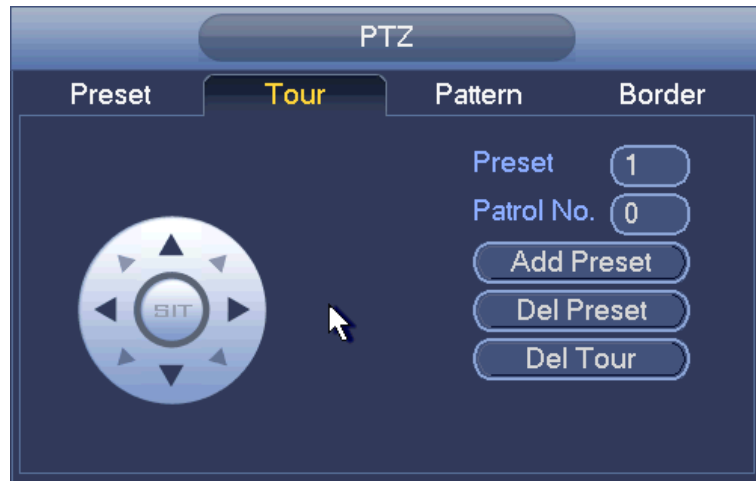 PTZ
Preset Tour Pattern Border
Preset 1
Patrol No. 0
SIT
Add Preset
Del Preset
Del Tour